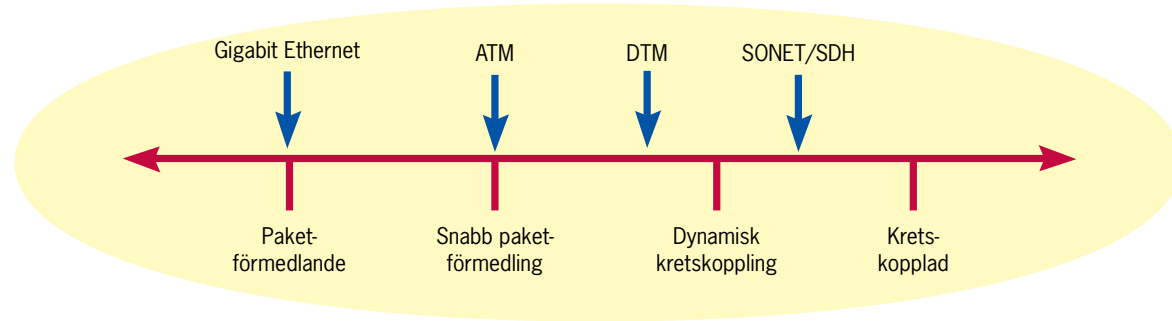 Gigabit Ethernet
ATM
DTM
SONET/SDH
Paket-
förmedlande
Snabb paket-
förmedling
Dynamisk
kretskoppling
Krets-
kopplad